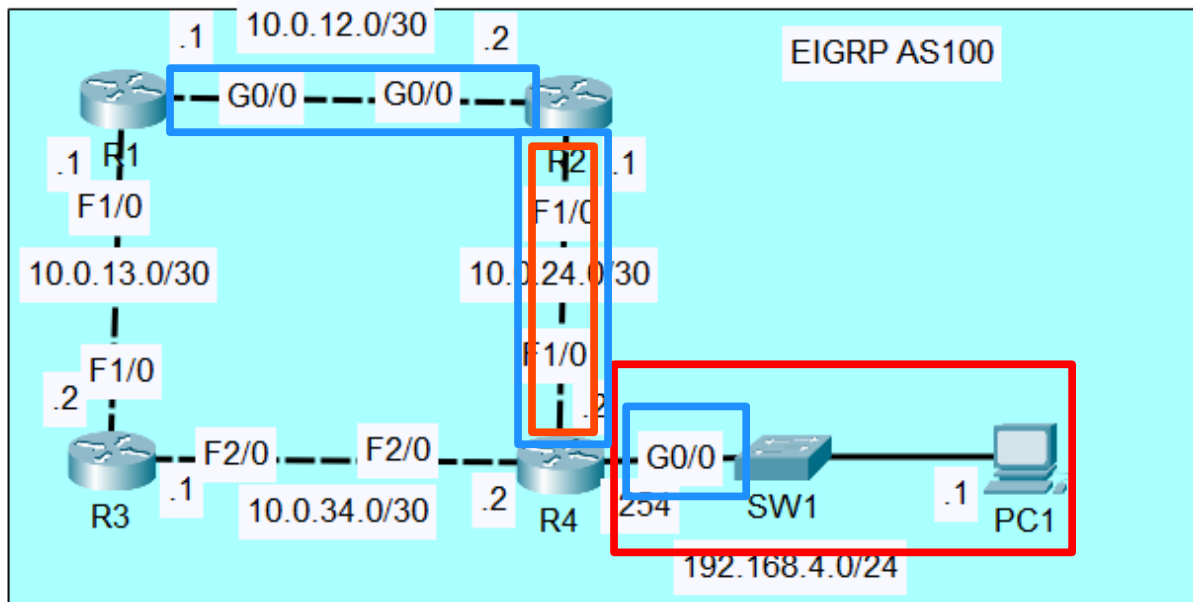 10.0.12.0/30
.1
.2
EIGRP AS100
G0/0
G0/0
R1
R2
.1
.1
F1/0
F1/0
10.0.13.0/30
10.0.24.0/30
F1/0
F1/0
.2
.2
F2/0
F2/0
G0/0
.1
.2
254
.1
R3
10.0.34.0/30
R4
SW1
PC1
192.168.4.0/24